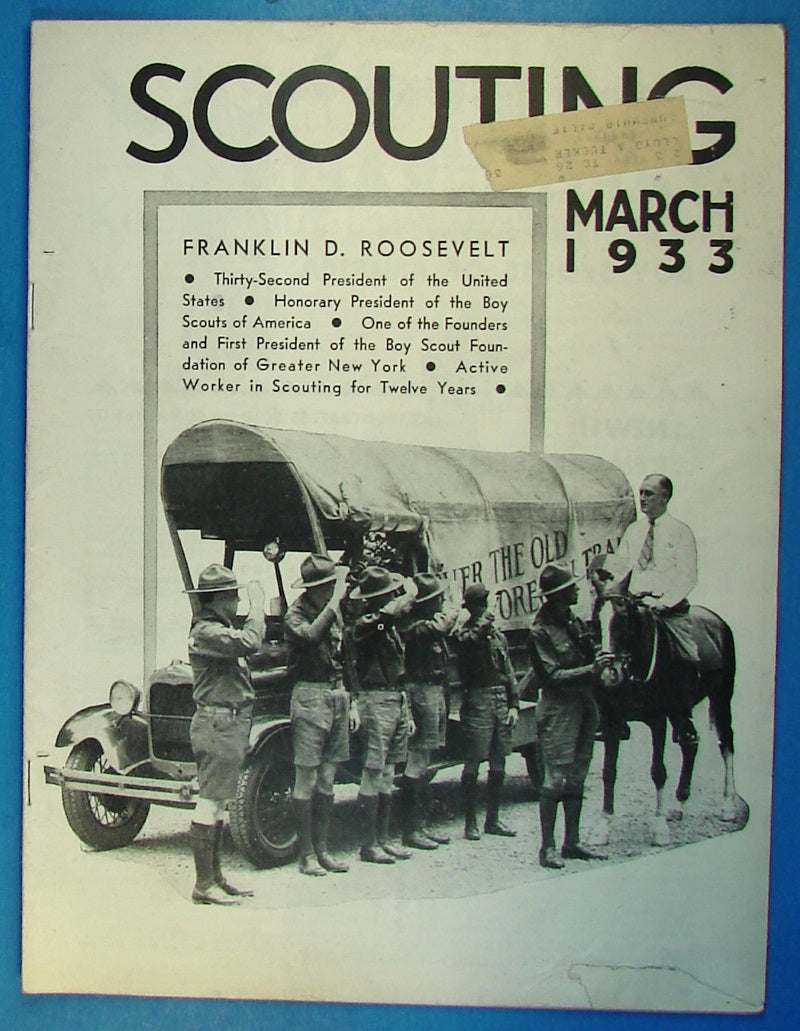 SCOUTING
MARCH
1933
LLOYD A TUCKER
FRANKLIN D. ROOSEVELT
● Thirty-Second President of the United
States ● Honorary President of the Boy
Scouts of America ● One of the Founders
and First President of the Boy Scout Foun-
dation of Greater New York ● Active
Worker in Scouting for Twelve Years ●
THE OLD